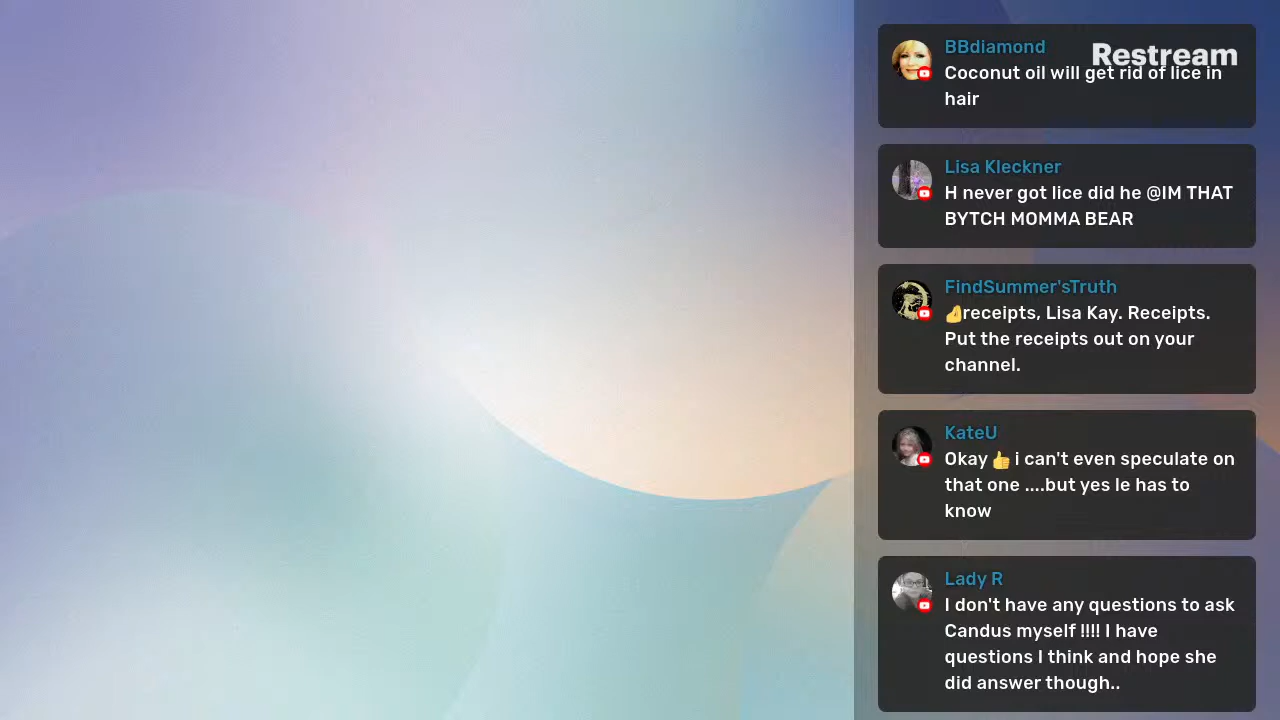 BBdiamond
Restream
Coconut oil will get rid of lice in
hair
Lisa Kleckner
H never got lice did he @IM THAT
BYTCH MOMMA BEAR
FindSummer'sTruth
🫴receipts, Lisa Kay. Receipts.
Put the receipts out on your
channel.
KateU
Okay👍i can't even speculate on
that one ....but yes le has to
know
Lady R
I don't have any questions to ask
Candus myself !!!! I have
questions I think and hope she
did answer though..